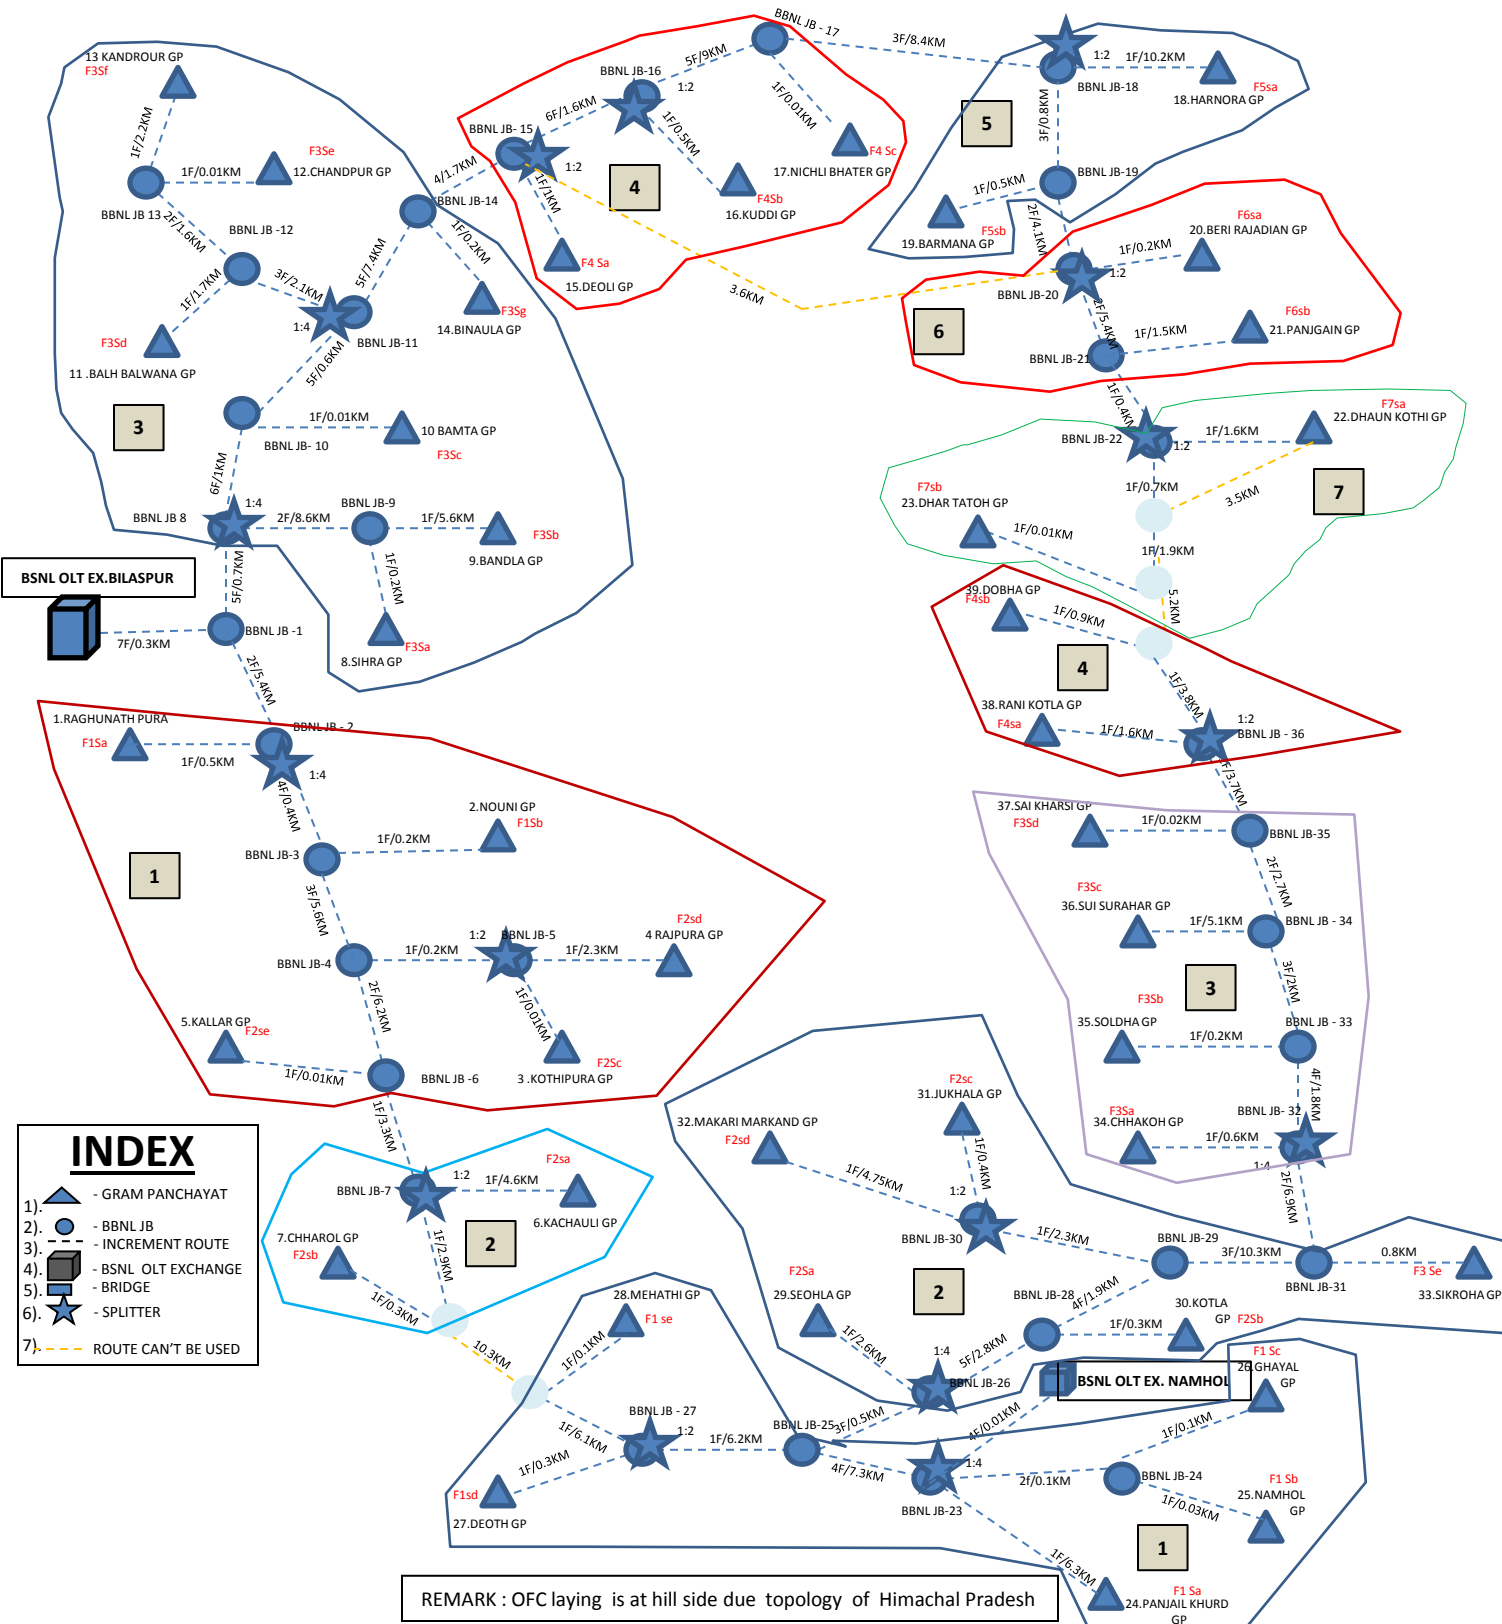 BBNL JB - 17
3F/8.4KM
1:2
1F/10.2KM
BBNL JB-18
F5sa
18.HARNORA GP
3F/0.8KM
5
13 KANDROUR GP
F3Sf
1F/2.2KM
F3Se
1F/0.01KM
12.CHANDPUR GP
BBNL JB 13
2F/1.6KM
BBNL JB -12
3F/2.1KM
1F/1.7KM
1:4
F3Sd
11 .BALH BALWANA GP
BBNL JB-11
5F/7.4KM
BBNL JB-14
1F/0.2KM
F3Sg
14.BINAULA GP
4/1.7KM
BBNL JB- 15
6F/1.6KM
BBNL JB-16
5F/9KM
1:2
1:2
1F/0.5KM
1F/0.01KM
F4 Sc
17.NICHLI BHATER GP
F4Sb
16.KUDDI GP
4
1F/1KM
F4 Sa
15.DEOLI GP
3.6KM
BBNL JB-19
1F/0.5KM
F5sb
19.BARMANA GP
2F/4.1KM
F6sa
20.BERI RAJADIAN GP
1F/0.2KM
1:2
BBNL JB-20
2F/5.4KM
6
F6sb
21.PANJGAIN GP
1F/1.5KM
BBNL JB-21
1F/0.4KM
5F/0.6KM
3
1F/0.01KM
10 BAMTA GP
F3Sc
BBNL JB- 10
6F/1KM
1:4
BBNL JB 8
2F/8.6KM
BBNL JB-9
1F/5.6KM
F3Sb
9.BANDLA GP
1F/0.2KM
F3Sa
8.SIHRA GP
BSNL OLT EX.BILASPUR
5F/0.7KM
7F/0.3KM
BBNL JB -1
2F/5.4KM
F7sa
22.DHAUN KOTHI GP
BBNL JB-22
1:2
1F/1.6KM
1F/0.7KM
3.5KM
7
F7sb
23.DHAR TATOH GP
1F/0.01KM
1F/1.9KM
5.2KM
39.DOBHA GP
F4sb
1F/0.9KM
4
1F/3.8KM
38.RANI KOTLA GP
F4sa
1F/1.6KM
1:2
BBNL JB - 36
1F/3.7KM
1.RAGHUNATH PURA
F1Sa
1F/0.5KM
BBNL JB - 2
1:4
4F/0.4KM
2.NOUNI GP
F1Sb
1F/0.2KM
BBNL JB-3
1
3F/5.6KM
BBNL JB-4
1F/0.2KM
1:2
BBNL JB-5
1F/2.3KM
F2sd
4 RAJPURA GP
1F/0.01KM
F2Sc
3 .KOTHIPURA GP
2F/6.2KM
5.KALLAR GP
F2se
1F/0.01KM
BBNL JB -6
1F/3.3KM
37.SAI KHARSI GP
F3Sd
1F/0.02KM
BBNL JB-35
2F/2.7KM
F3Sc
36.SUI SURAHAR GP
1F/5.1KM
BBNL JB - 34
3F/2KM
3
F3Sb
35.SOLDHA GP
1F/0.2KM
BBNL JB - 33
4F/1.8KM
F3Sa
34.CHHAKOH GP
1F/0.6KM
BBNL JB- 32
1:4
2F/6.9KM
INDEX
1). - GRAM PANCHAYAT
2). - BBNL JB
3). - INCREMENT ROUTE
4). - BSNL OLT EXCHANGE
5). - BRIDGE
6). - SPLITTER
7). ROUTE CAN'T BE USED
BBNL JB-7
1:2
1F/4.6KM
F2sa
6.KACHAULI GP
2
7.CHHAROL GP
F2sb
1F/2.9KM
1F/0.3KM
10.3KM
F2sc
31.JUKHALA GP
32.MAKARI MARKAND GP
F2sd
1F/4.75KM
1F/0.4KM
1:2
BBNL JB-30
1F/2.3KM
BBNL JB-29
3F/10.3KM
BBNL JB-31
0.8KM
F3 Se
33.SIKROHA GP
2
F2Sa
29.SEOHLA GP
1F/2.6KM
BBNL JB-28
4F/1.9KM
1F/0.3KM
30.KOTLA
GP
F2Sb
5F/2.8KM
1:4
BBNL JB-26
28.MEHATHI GP
F1 se
1F/0.1KM
1F/6.1KM
BBNL JB - 27
1:2
1F/6.2KM
BBNL JB-25
3F/0.5KM
4F/7.3KM
F1sd
27.DEOTH GP
1F/0.3KM
BSNL OLT EX. NAMHOL
4F/0.01KM
1:4
BBNL JB-23
2f/0.1KM
F1 Sc
26.GHAYAL
GP
1F/0.1KM
BBNL JB-24
1F/0.03KM
F1 Sb
25.NAMHOL
GP
1
1F/6.3KM
F1 Sa
24.PANJAIL KHURD
GP
REMARK : OFC laying is at hill side due topology of Himachal Pradesh